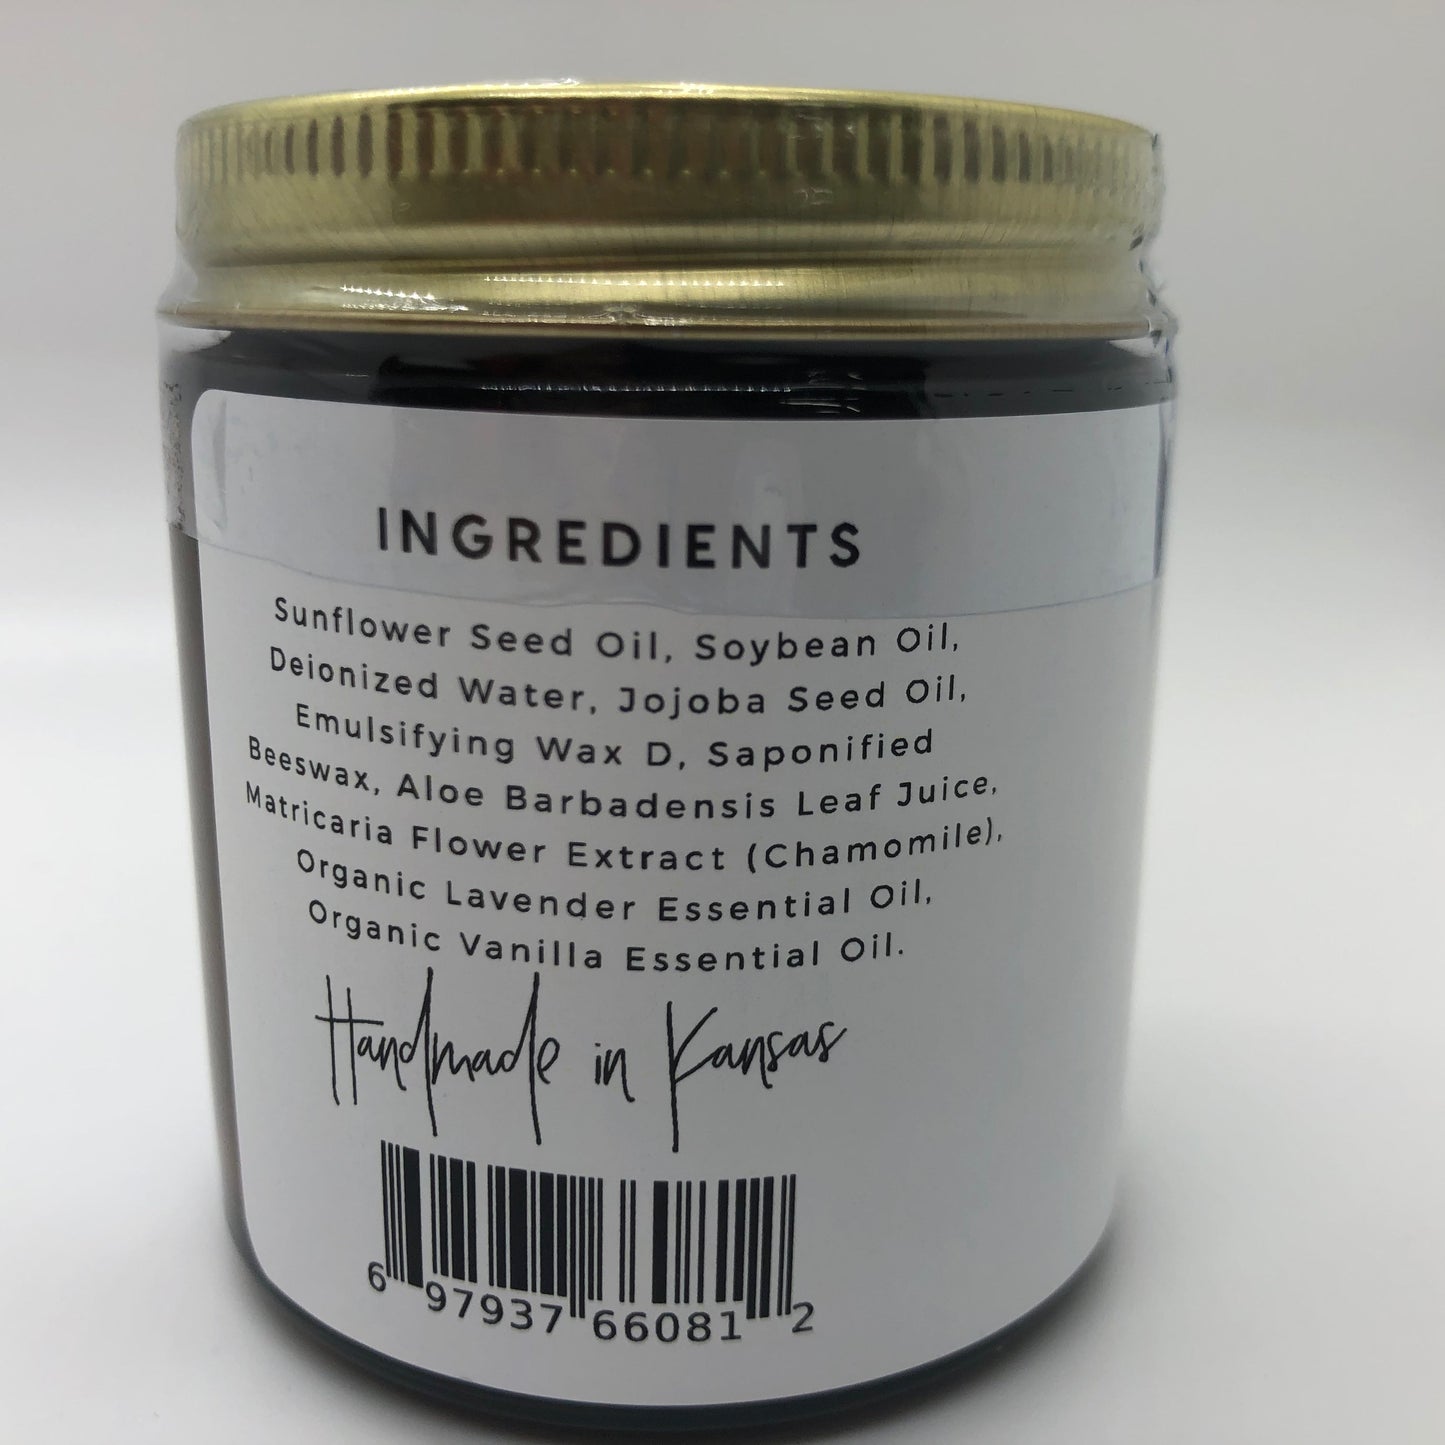 INGREDIENTS
Sunflower Seed Oil, Soybean Oil,
Deionized Water, Jojoba Seed Oil,
Emulsifying Wax D, Saponified
Beeswax, Aloe Barbadensis Leaf Juice,
Matricaria Flower Extract (Chamomile),
Organic Lavender Essential Oil,
Organic Vanilla Essential Oil.
Handmade in Kansas
6 97937 66081 2